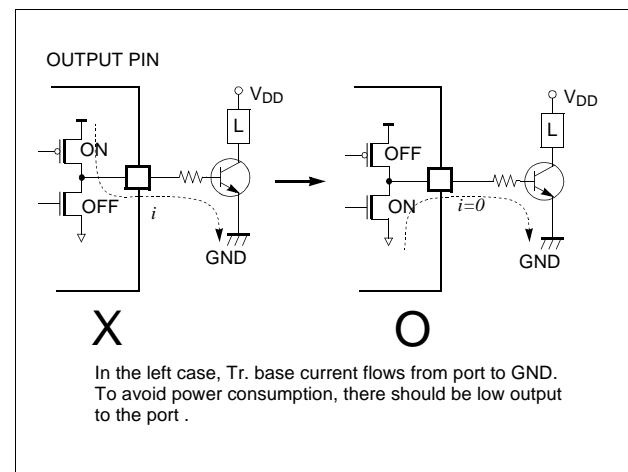 OUTPUT PIN
VDD
L
ON
OFF
i
GND
VDD
L
OFF
ON
i=0
GND
X
O
In the left case, Tr. base current flows from port to GND.
To avoid power consumption, there should be low output
to the port .